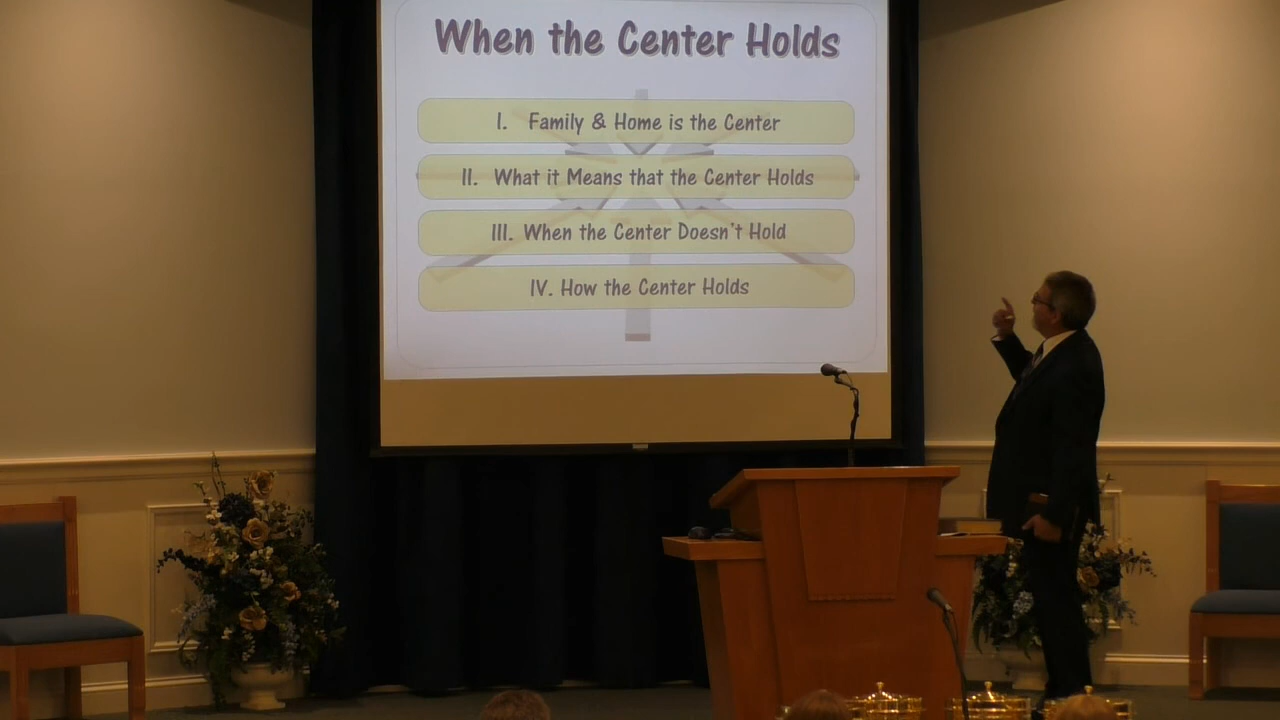 When the Center Holds
I. Family & Home is the Center
II. What it Means that the Center Holds
III. When the Center Doesn't Hold
IV. How the Center Holds